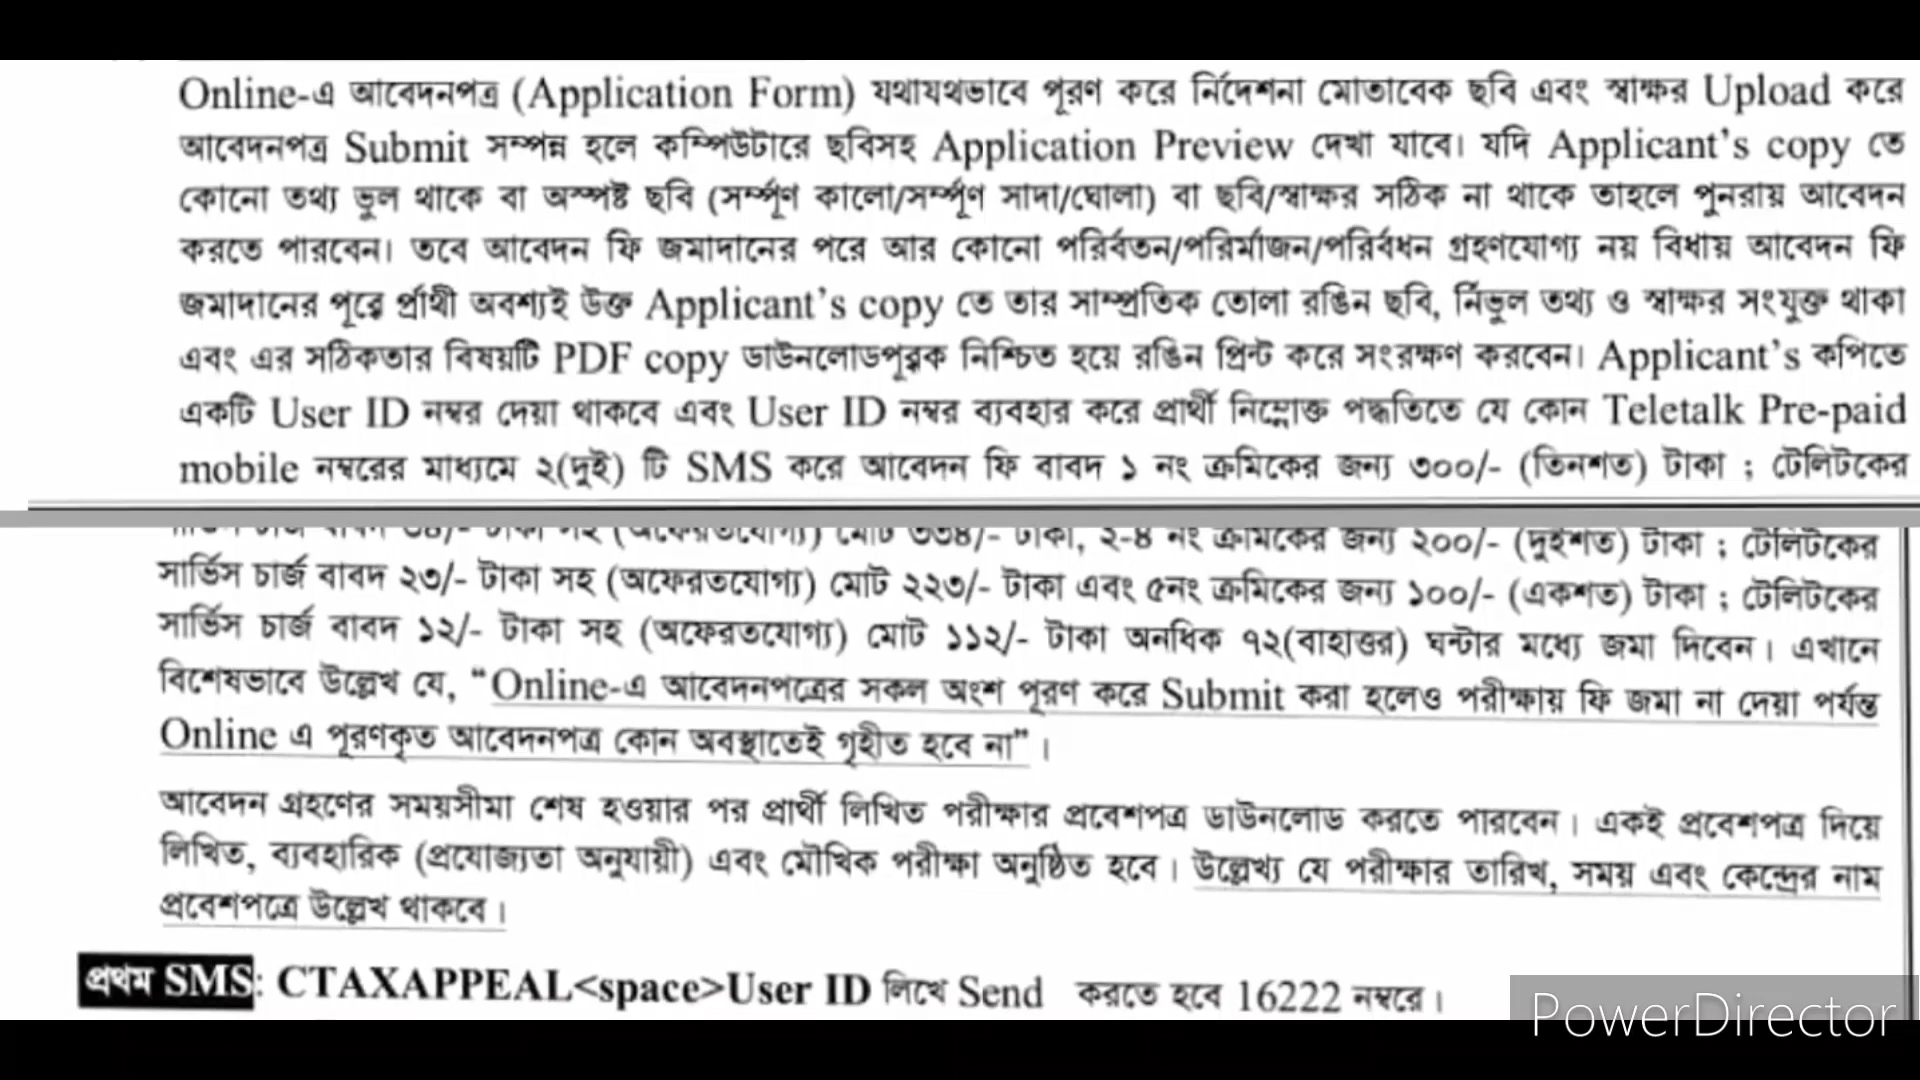 Online-এ আবেদনপত্র (Application Form) যথাযথভাবে পূরণ করে নির্দেশনা মোতাবেক ছবি এবং স্বাক্ষর Upload করে
আবেদনপত্র Submit সম্পন্ন হলে কম্পিউটারে ছবিসহ Application Preview দেখা যাবে। যদি Applicant's copy তে
কোনো তথ্য ভুল থাকে বা অস্পষ্ট ছবি (সম্পূর্ণ কালো/সম্পূর্ণ সাদা/ঘোলা) বা ছবি/স্বাক্ষর সঠিক না থাকে তাহলে পুনরায় আবেদন
করতে পারবেন। তবে আবেদন ফি জমাদানের পরে আর কোনো পরিবর্তন/পরিমার্জন/পরিবর্ধন গ্রহণযোগ্য নয় বিধায় আবেদন ফি
জমাদানের পূর্বে প্রার্থী অবশ্যই উক্ত Applicant's copy তে তার সাম্প্রতিক তোলা রঙিন ছবি, নির্ভুল তথ্য ও স্বাক্ষর সংযুক্ত থাকা
এবং এর সঠিকতার বিষয়টি PDF copy ডাউনলোডপূর্বক নিশ্চিত হয়ে রঙিন প্রিন্ট করে সংরক্ষণ করবেন। Applicant's কপিতে
একটি User ID নম্বর দেয়া থাকবে এবং User ID নম্বর ব্যবহার করে প্রার্থী নিম্নোক্ত পদ্ধতিতে যে কোন Teletalk Pre-paid
mobile নম্বরের মাধ্যমে ২(দুই) টি SMS করে আবেদন ফি বাবদ ১ নং ক্রমিকের জন্য ৩০০/- (তিনশত) টাকা ; টেলিটকের
সার্ভিস চার্জ বাবদ ৩৪/- টাকা সহ (অফেরতযোগ্য) মোট ৩৩৪/- টাকা, ২-৪ নং ক্রমিকের জন্য ২০০/- (দুইশত) টাকা ; টেলিটকের
সার্ভিস চার্জ বাবদ ২৩/- টাকা সহ (অফেরতযোগ্য) মোট ২২৩/- টাকা এবং ৫নং ক্রমিকের জন্য ১০০/- (একশত) টাকা ; টেলিটকের
সার্ভিস চার্জ বাবদ ১২/- টাকা সহ (অফেরতযোগ্য) মোট ১১২/- টাকা অনধিক ৭২(বাহাত্তর) ঘন্টার মধ্যে জমা দিবেন। এখানে
বিশেষভাবে উল্লেখ যে, “Online-এ আবেদনপত্রের সকল অংশ পূরণ করে Submit করা হলেও পরীক্ষায় ফি জমা না দেয়া পর্যন্ত
Online এ পূরণকৃত আবেদনপত্র কোন অবস্থাতেই গৃহীত হবে না”।
আবেদন গ্রহণের সময়সীমা শেষ হওয়ার পর প্রার্থী লিখিত পরীক্ষার প্রবেশপত্র ডাউনলোড করতে পারবেন। একই প্রবেশপত্র দিয়ে
লিখিত, ব্যবহারিক (প্রযোজ্যতা অনুযায়ী) এবং মৌখিক পরীক্ষা অনুষ্ঠিত হবে। উল্লেখ্য যে পরীক্ষার তারিখ, সময় এবং কেন্দ্রের নাম
প্রবেশপত্রে উল্লেখ থাকবে।
প্রথম SMS: CTAXAPPEAL<space>User ID লিখে Send করতে হবে 16222 নম্বরে।
PowerDirector